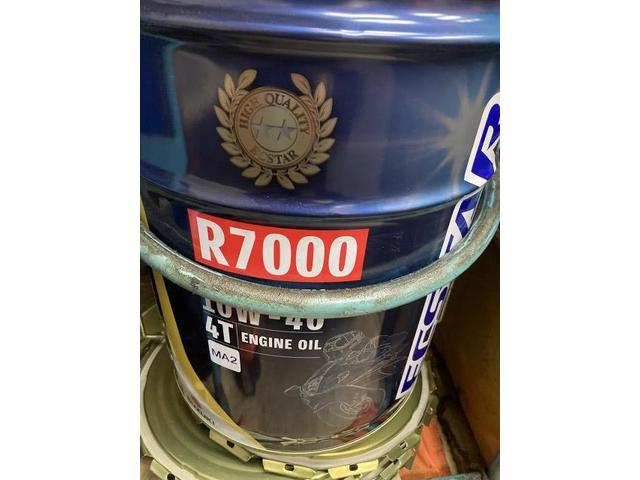 HIGH QUALITY
ECSTAR
R7000
10W-40
4T ENGINE OIL
MA2
ECSTAR